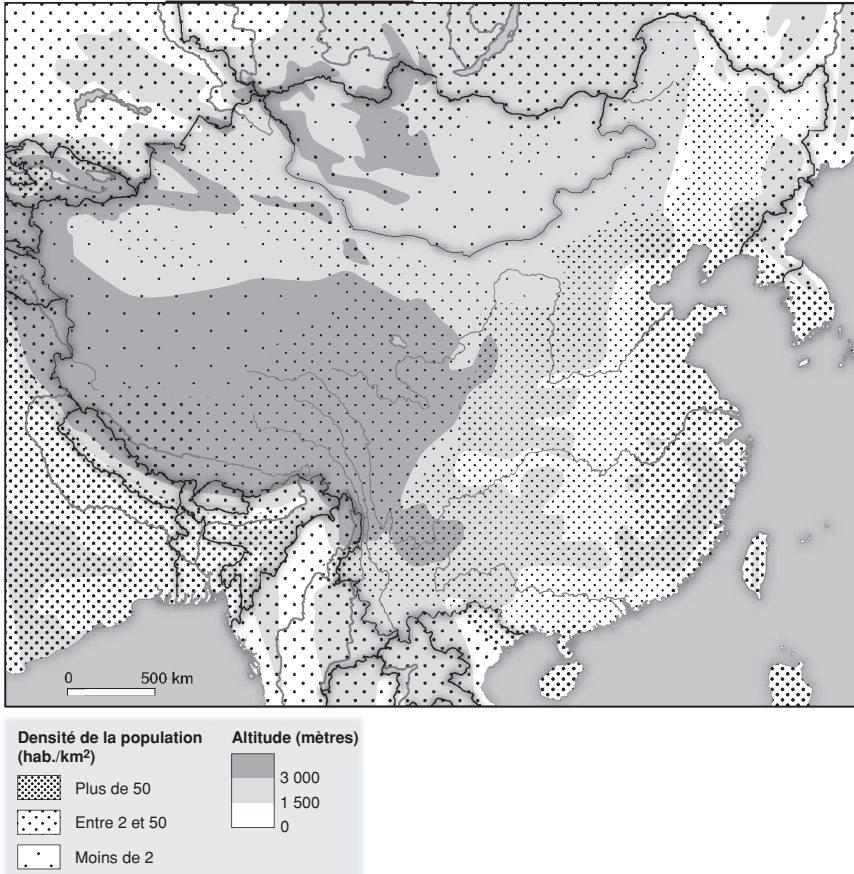 0 500 km
Densité de la population
(hab./km²)
Plus de 50
Entre 2 et 50
Moins de 2
Altitude (mètres)
3 000
1 500
0